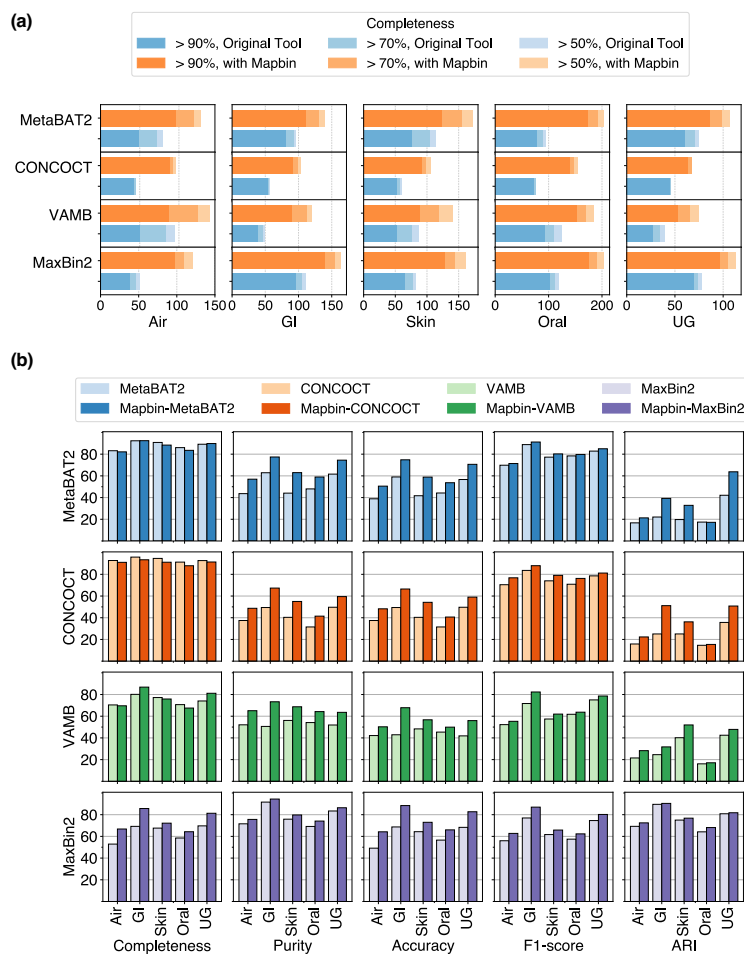 (a)
Completeness
> 90%, Original Tool > 70%, Original Tool > 50%, Original Tool
> 90%, with Mapbin > 70%, with Mapbin > 50%, with Mapbin
MetaBAT2
CONCOCT
VAMB
MaxBin2
0 50 100 150 0 50 100 150 0 50 100 150 0 100 200 0 50 100
Air GI Skin Oral UG
(b)
MetaBAT2 CONCOCT VAMB MaxBin2
Mapbin-MetaBAT2 Mapbin-CONCOCT Mapbin-VAMB Mapbin-MaxBin2
MetaBAT2
80
60
40
20
CONCOCT
80
60
40
20
VAMB
80
60
40
20
MaxBin2
80
60
40
20
Air GI Skin Oral UG Air GI Skin Oral UG Air GI Skin Oral UG Air GI Skin Oral UG Air GI Skin Oral UG
Completeness Purity Accuracy F1-score ARI